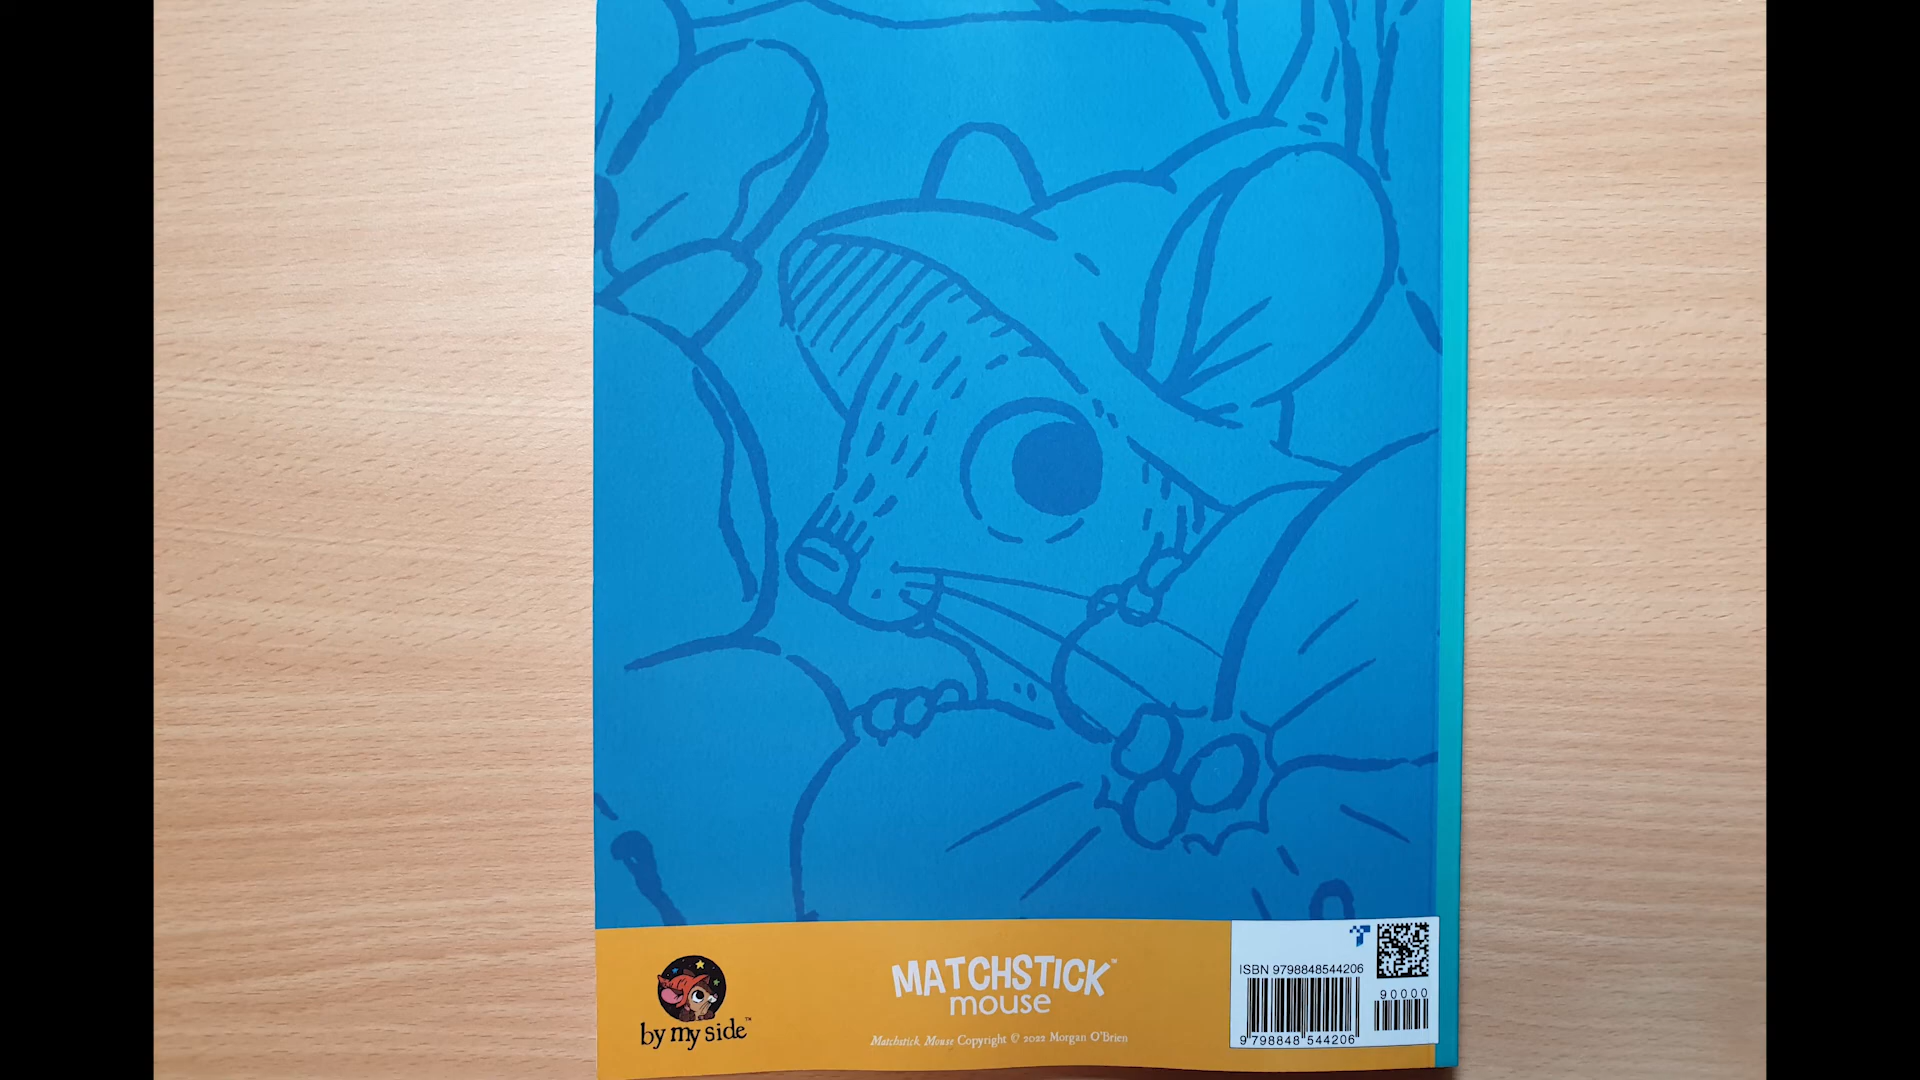 by my side™
MATCHSTICK™
mouse
Matchstick Mouse Copyright © 2022 Morgan O'Brien
ISBN 9798848544206
90000
9 798848 544206